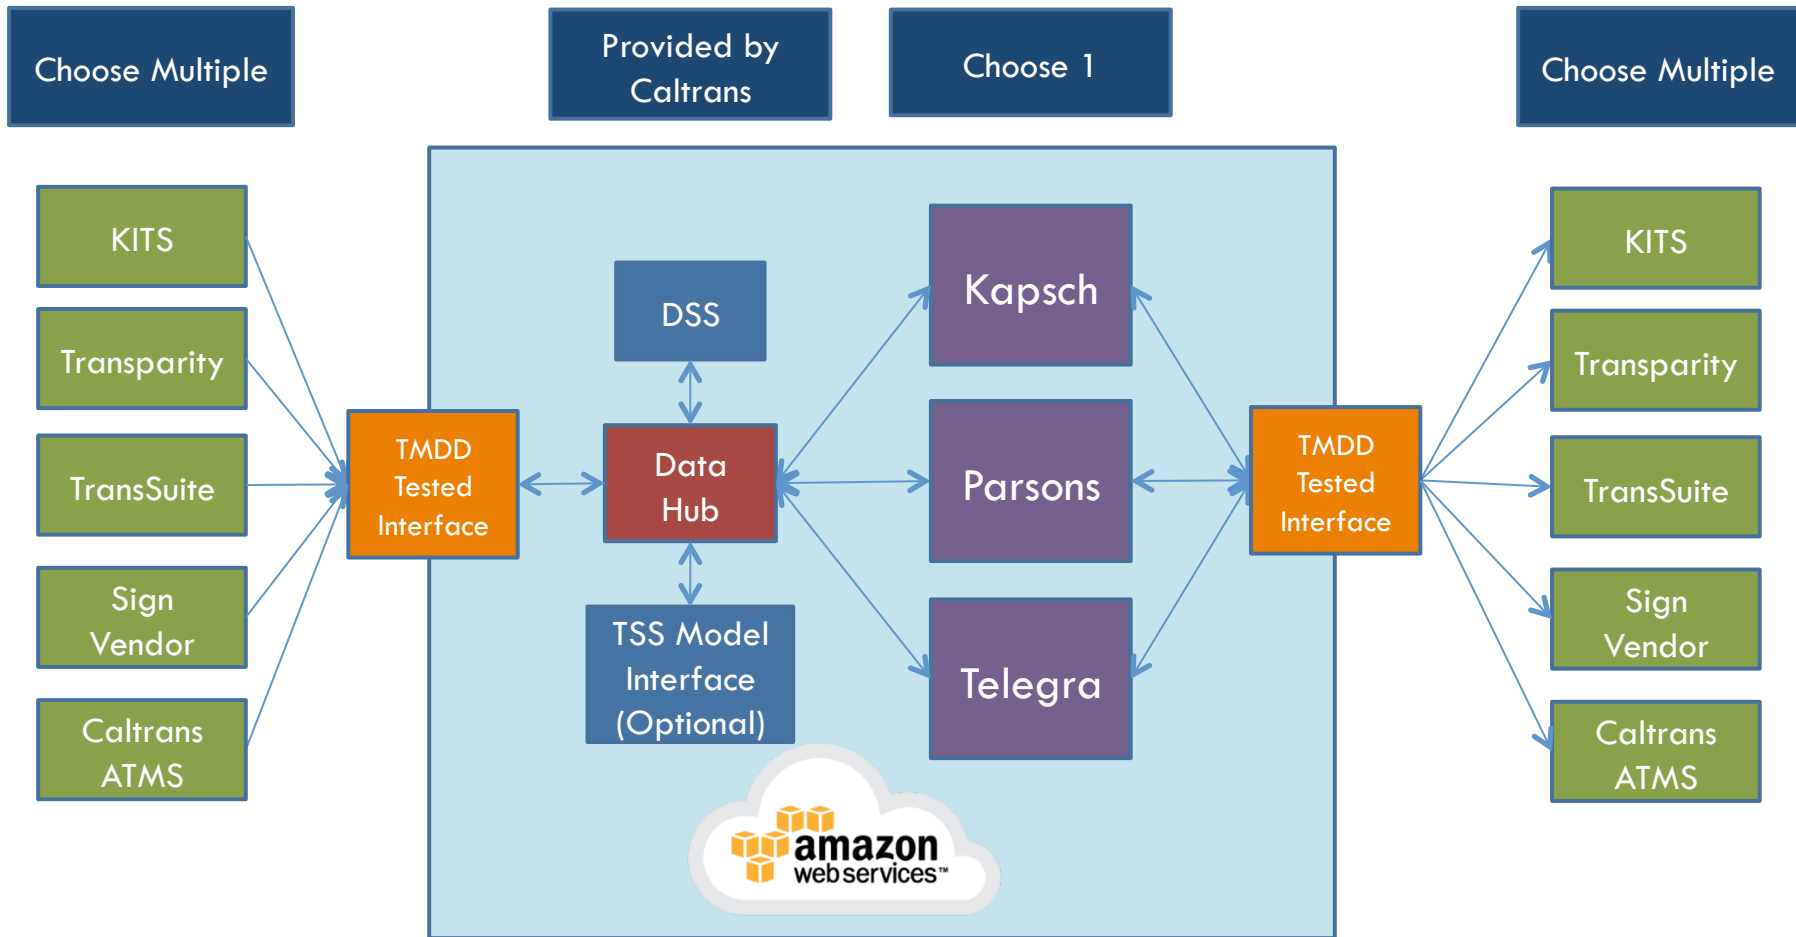 Choose Multiple
Provided by
Caltrans
Choose 1
Choose Multiple
KITS
Transparity
TransSuite
Sign
Vendor
Caltrans
ATMS
TMDD
Tested
Interface
DSS
Data
Hub
TSS Model
Interface
(Optional)
Kapsch
Parsons
Telegra
TMDD
Tested
Interface
KITS
Transparity
TransSuite
Sign
Vendor
Caltrans
ATMS
amazon
web services™